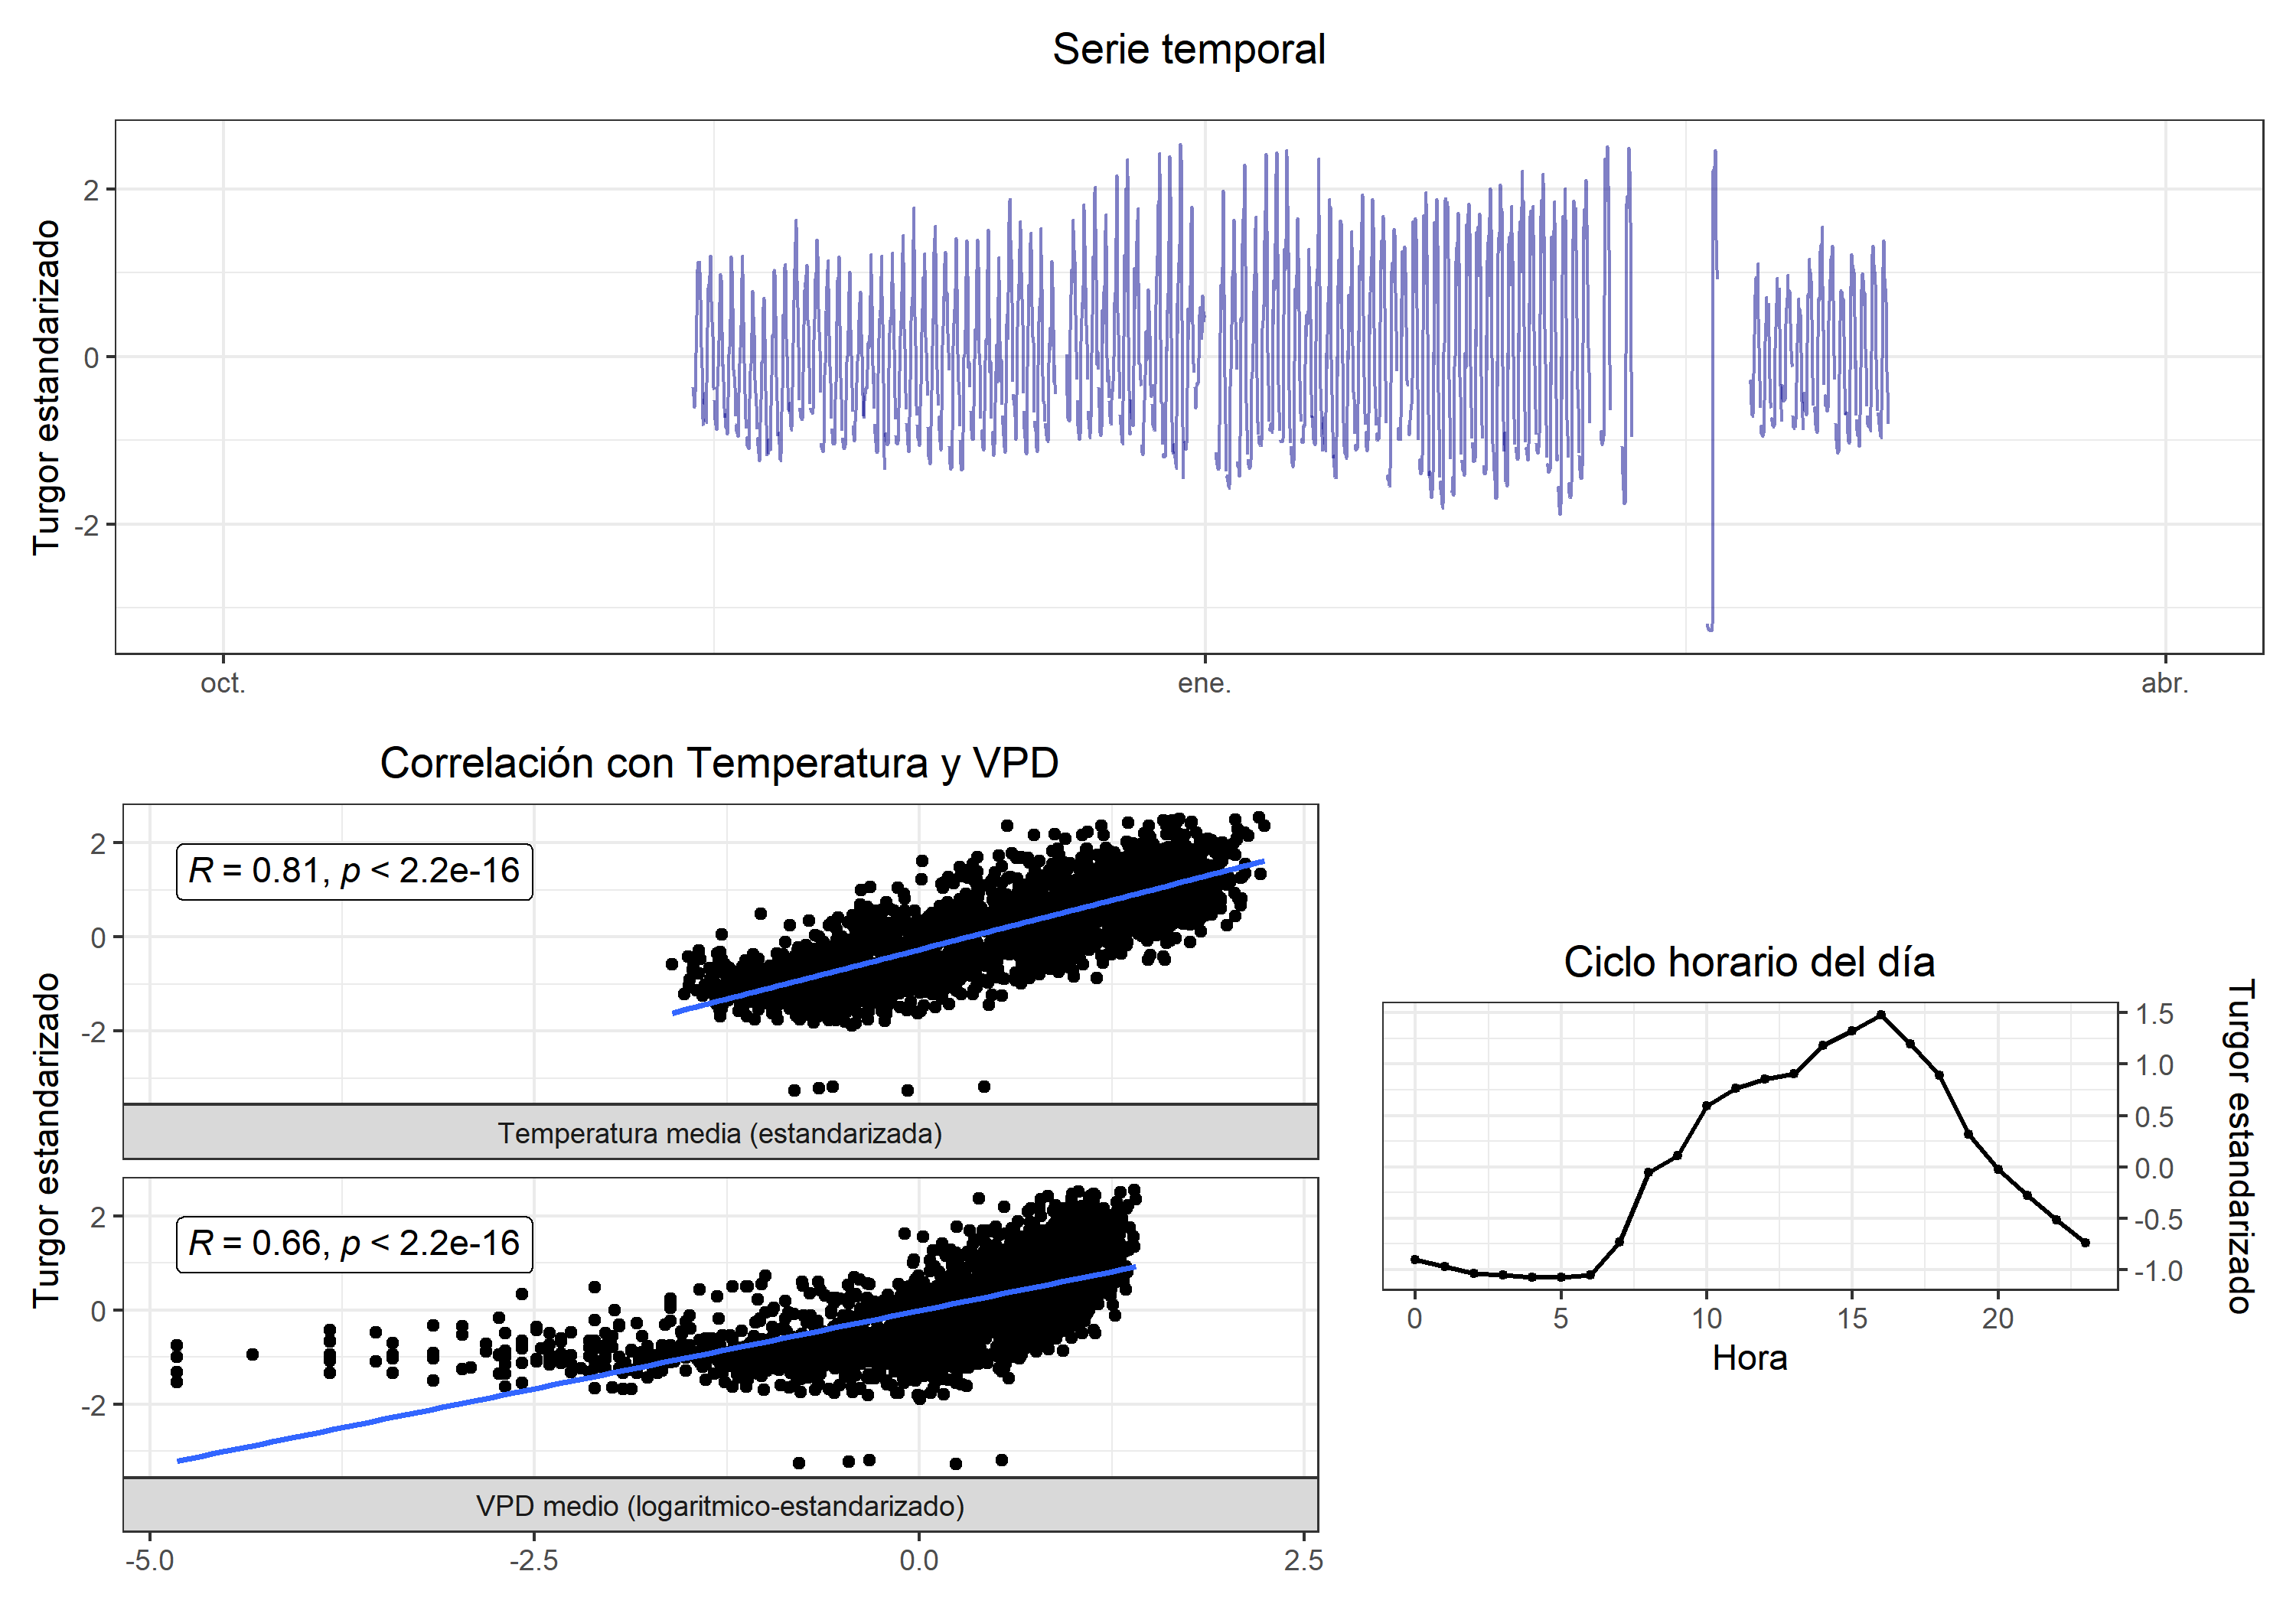 Serie temporal
Turgor estandarizado
2
0
-2
oct.
ene.
abr.
Correlación con Temperatura y VPD
Turgor estandarizado
2
0
-2
R = 0.81, p < 2.2e-16
Temperatura media (estandarizada)
2
0
-2
R = 0.66, p < 2.2e-16
VPD medio (logaritmico-estandarizado)
-5.0
-2.5
0.0
2.5
Ciclo horario del día
1.5
1.0
0.5
0.0
-0.5
-1.0
Turgor estandarizado
0
5
10
15
20
Hora